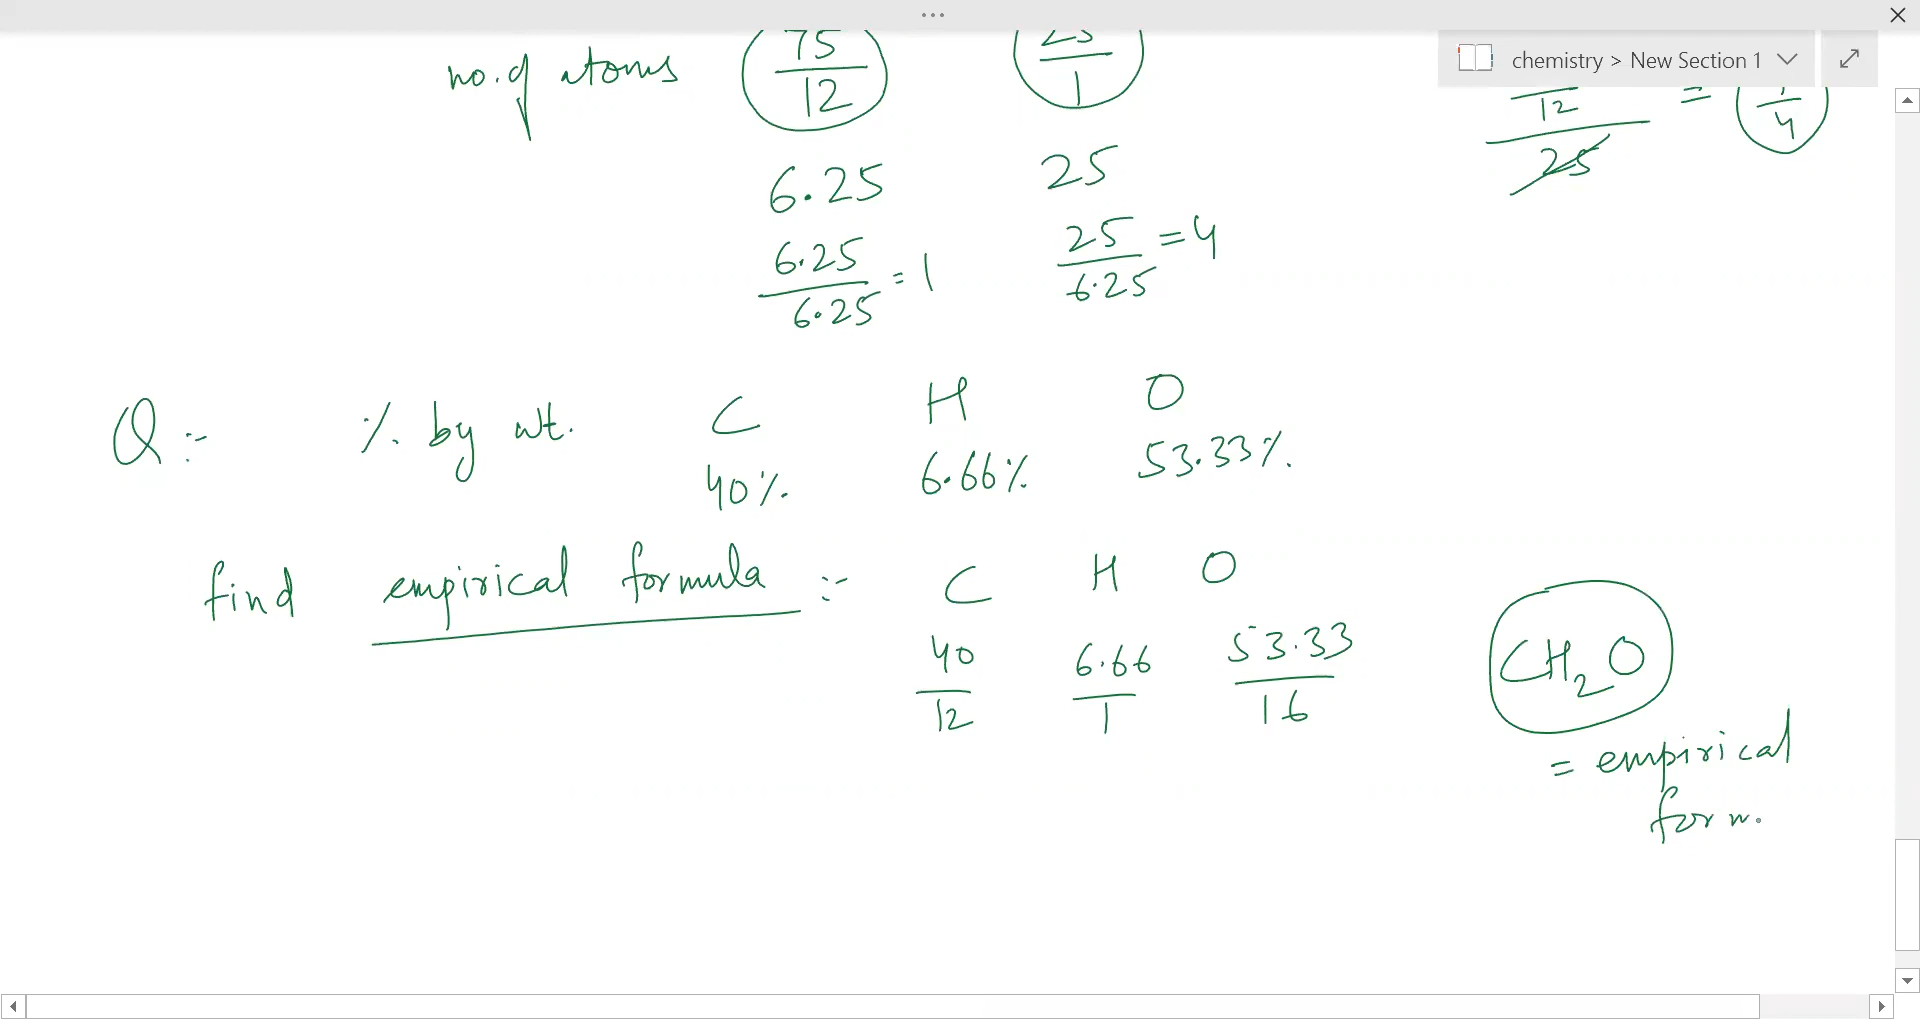 chemistry > New Section 1
no. of atoms 75/12 25/1
12 = 1/4
25
6.25 25
6.25/6.25 = 1 25/6.25 = 4
Q:- % by wt. C H O
40% 6.66% 53.33%
find empirical formula :- C H O
40/12 6.66/1 53.33/16 CH₂O
= empirical
form.